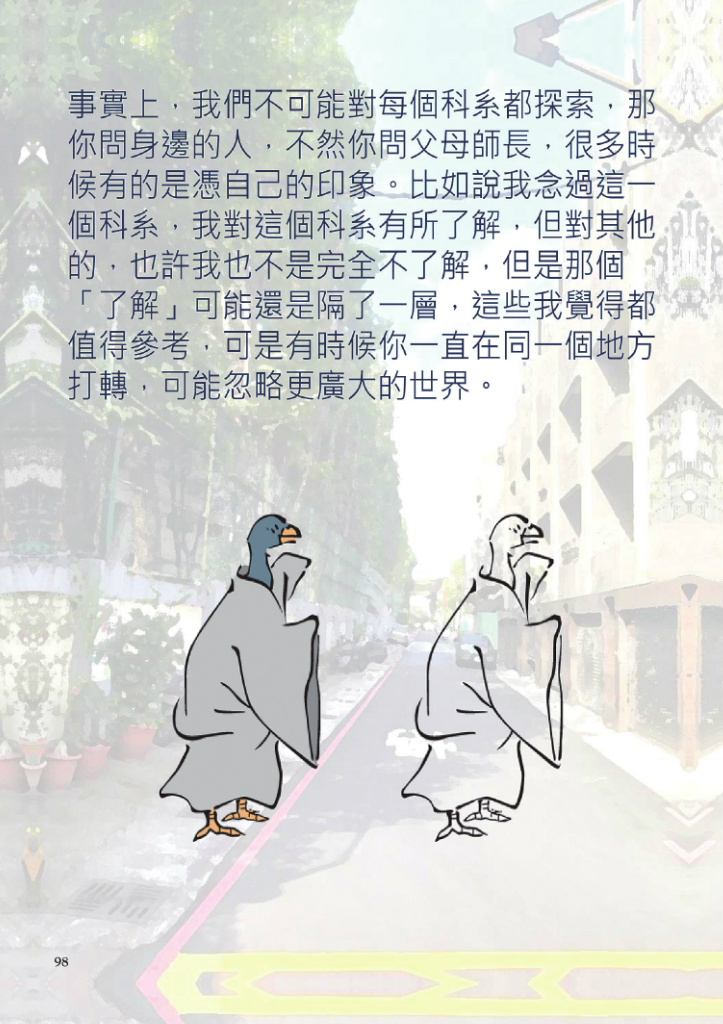 事實上，我們不可能對每個科系都探索，那
你問身邊的人，不然你問父母師長，很多時
候有的是憑自己的印象。比如說我念過這一
個科系，我對這個科系有所了解，但對其他
的，也許我也不是完全不了解，但是那個
「了解」可能還是隔了一層，這些我覺得都
值得參考，可是有時候你一直在同一個地方
打轉，可能忽略更廣大的世界。
98